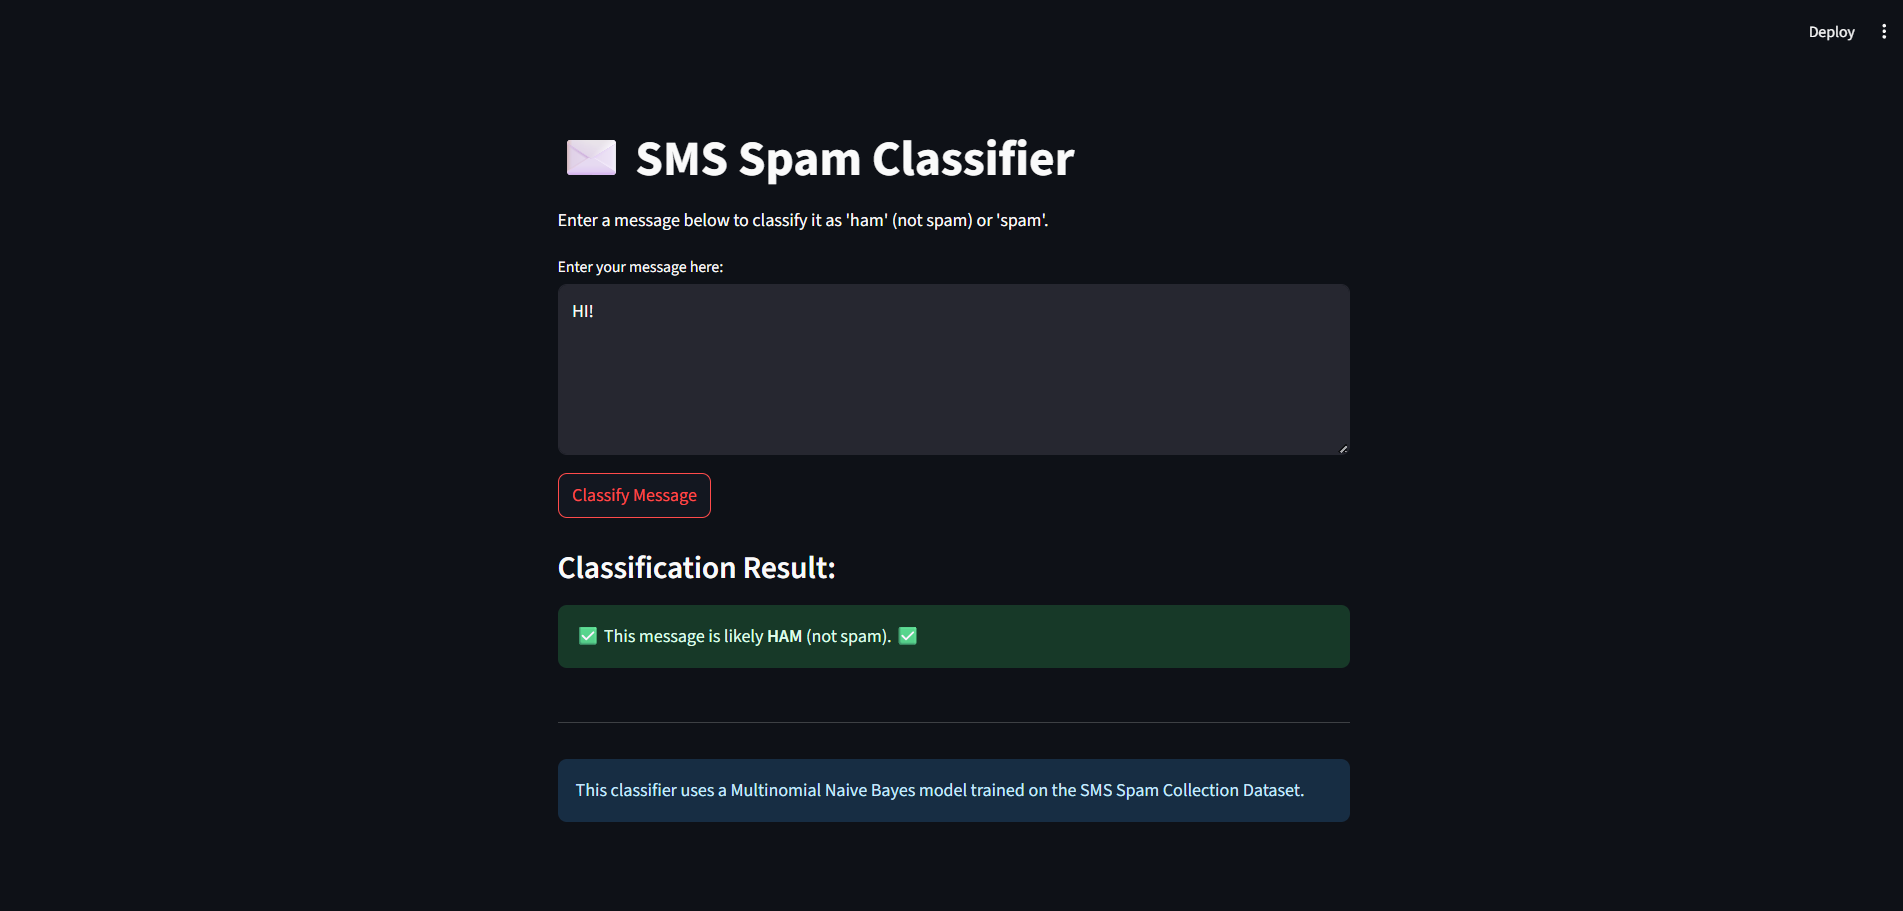 Deploy
SMS Spam Classifier
Enter a message below to classify it as 'ham' (not spam) or 'spam'.
Enter your message here:
HI!
Classify Message
Classification Result:
✅ This message is likely HAM (not spam). ✅
This classifier uses a Multinomial Naive Bayes model trained on the SMS Spam Collection Dataset.